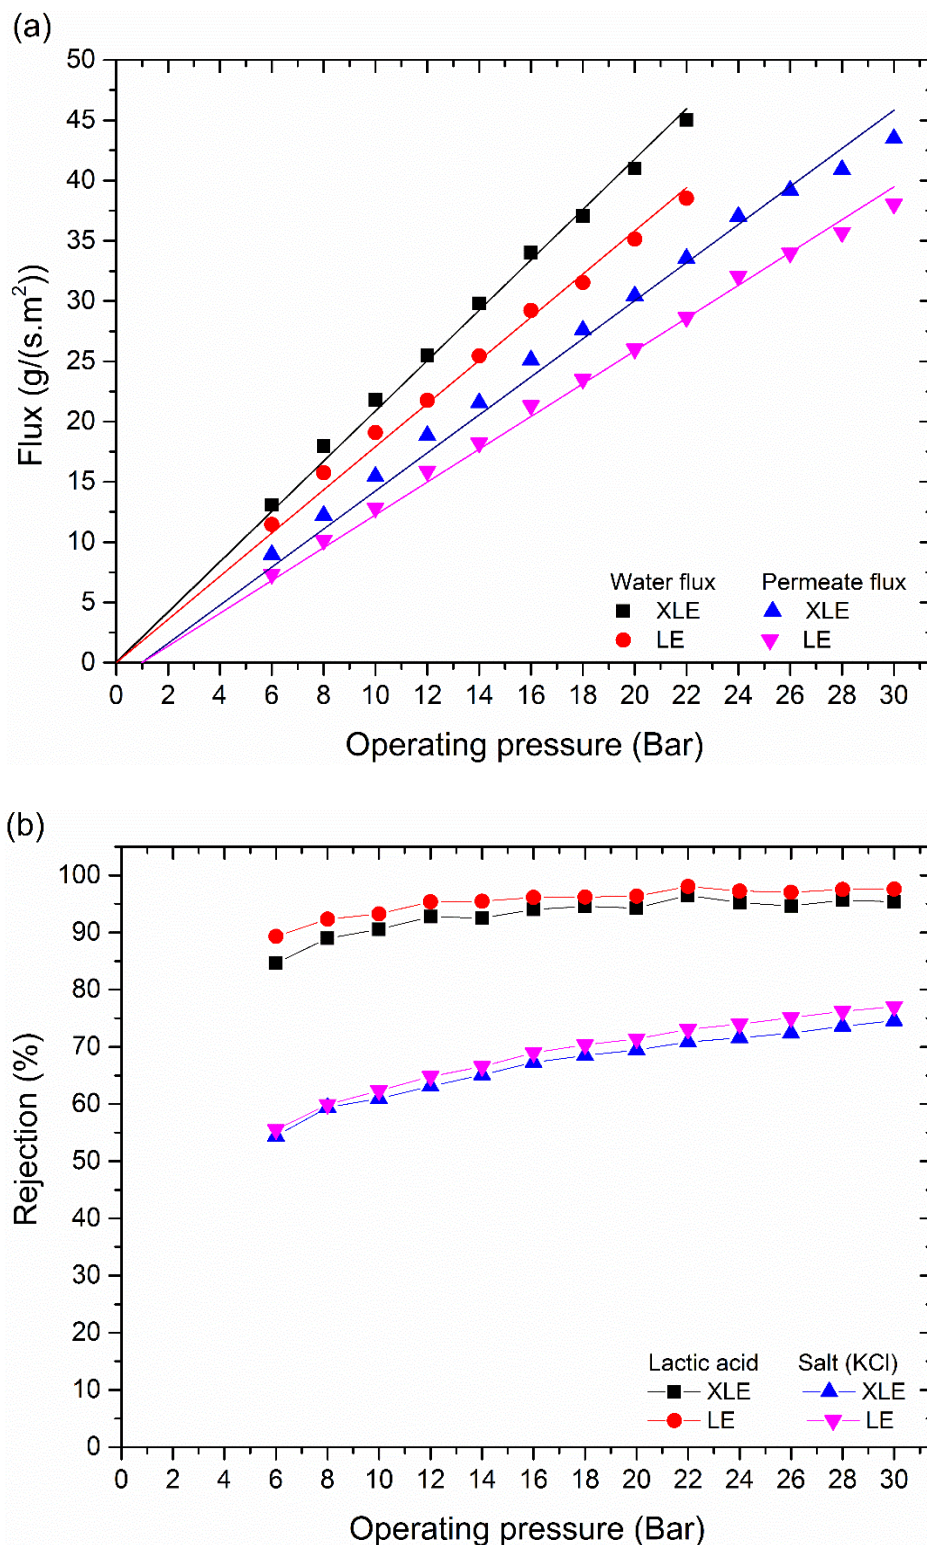 (a)
50
45
40
35
30
25
20
15
10
5
0
Flux (g/(s.m²))
Water flux Permeate flux
XLE XLE
LE LE
0 2 4 6 8 10 12 14 16 18 20 22 24 26 28 30
Operating pressure (Bar)
(b)
100
90
80
70
60
50
40
30
20
10
0
Rejection (%)
Lactic acid Salt (KCl)
XLE XLE
LE LE
0 2 4 6 8 10 12 14 16 18 20 22 24 26 28 30
Operating pressure (Bar)